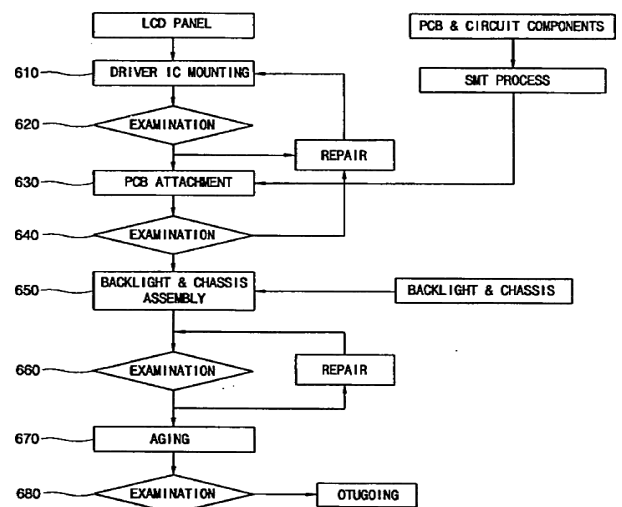 LCD PANEL
PCB & CIRCUIT COMPONENTS
610
DRIVER IC MOUNTING
SMT PROCESS
620
EXAMINATION
REPAIR
630
PCB ATTACHMENT
640
EXAMINATION
650
BACKLIGHT & CHASSIS
ASSEMBLY
BACKLIGHT & CHASSIS
660
EXAMINATION
REPAIR
670
AGING
680
EXAMINATION
OTUGOING